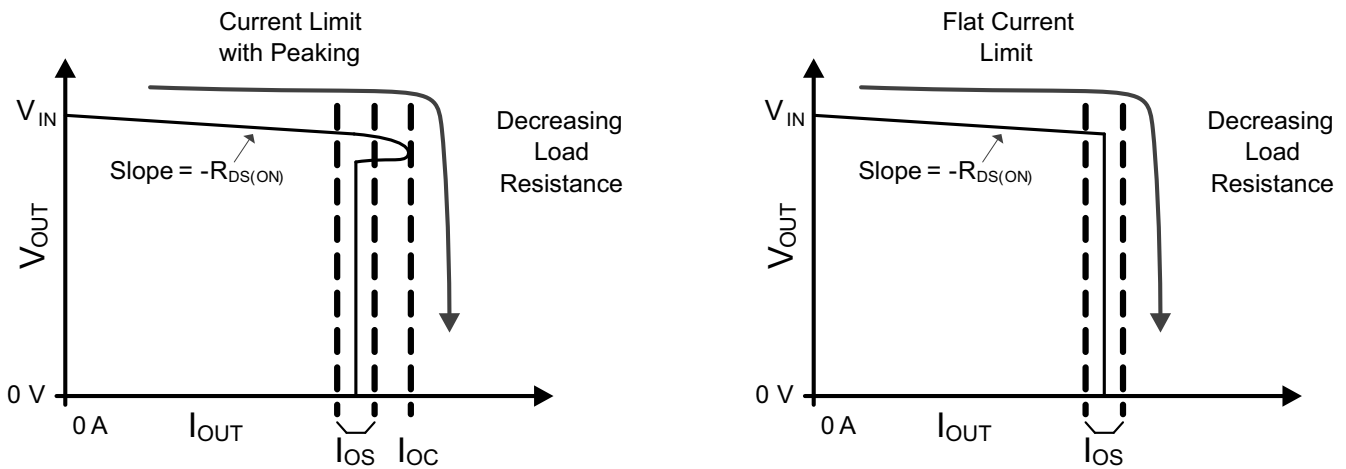 Current Limit
with Peaking
V_IN
Slope = -R_DS(ON)
Decreasing
Load
Resistance
V_OUT
0 V
0 A
I_OUT
I_OS
I_OC
Flat Current
Limit
V_IN
Slope = -R_DS(ON)
Decreasing
Load
Resistance
V_OUT
0 V
0 A
I_OUT
I_OS